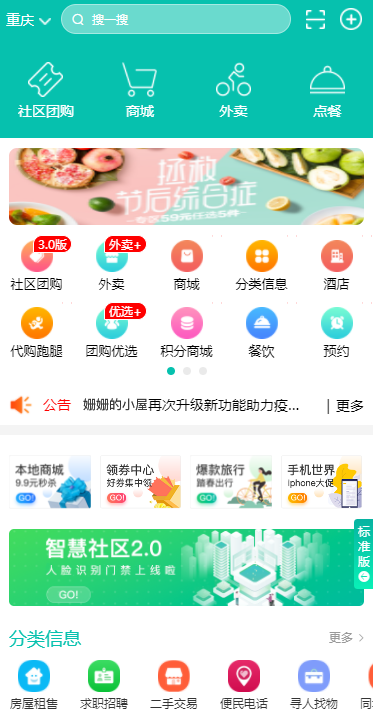 重庆
搜一搜
社区团购 商城 外卖 点餐
拯救
节后综合症
专区59元任选5件
3.0版 外卖+
社区团购 外卖 商城 分类信息 酒店
优选+
代购跑腿 团购优选 积分商城 餐饮 预约
公告 姗姗的小屋再次升级新功能助力疫... | 更多
本地商城 领券中心 爆款旅行 手机世界
9.9元秒杀 好券集中领 踏春出行 iphone大促
GO! GO! GO! GO!
标准版
智慧社区2.0
人脸识别门禁上线啦
GO!
分类信息 更多
房屋租售 求职招聘 二手交易 便民电话 寻人找物